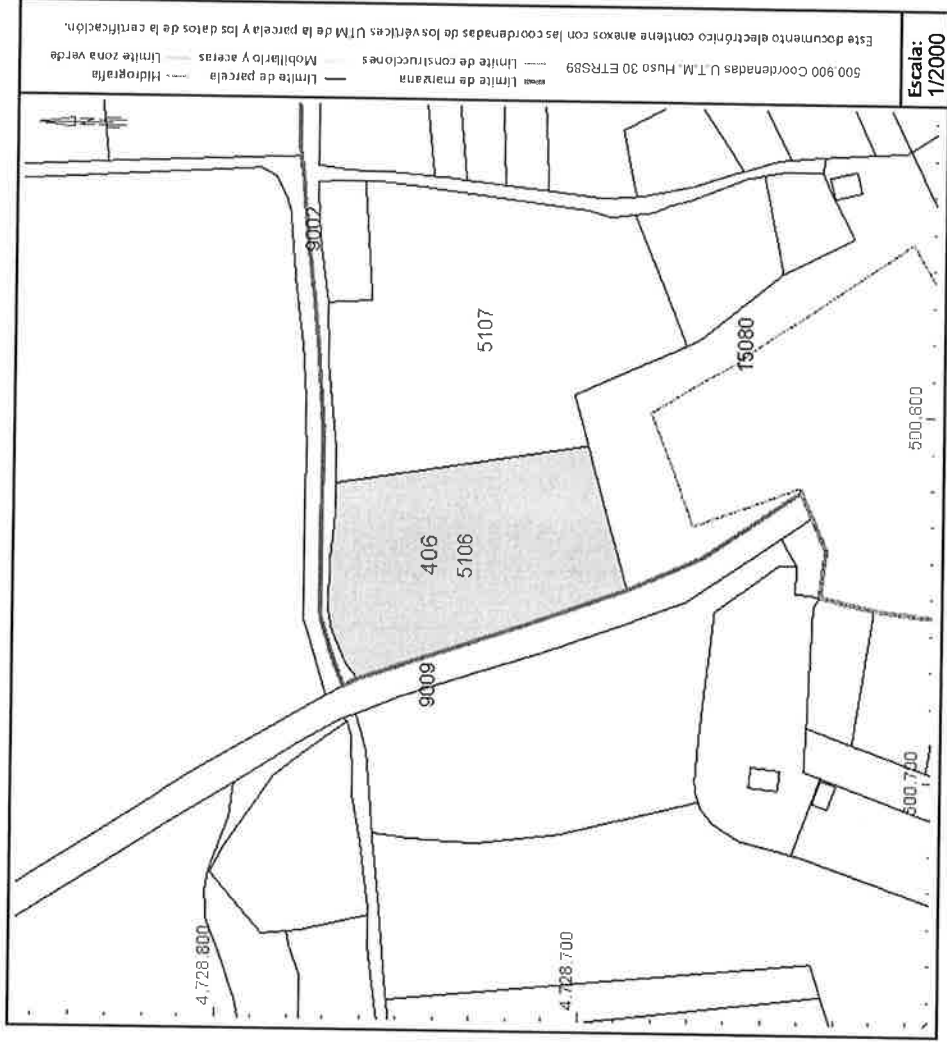 9002
5107
15080
500,800
406
5106
9009
500,700
4,728,800
4,728,700
Límite de manzana
Límite de parcela
Hidrografía
500,900 Coordenadas U.T.M. Huso 30 ETRS89
Límite de construcciones
Mobiliario y aceras
Límite zona verde
Este documento electrónico contiene anexos con las coordenadas de los vértices UTM de la parcela y los datos de la certificación.
Escala:
1/2000